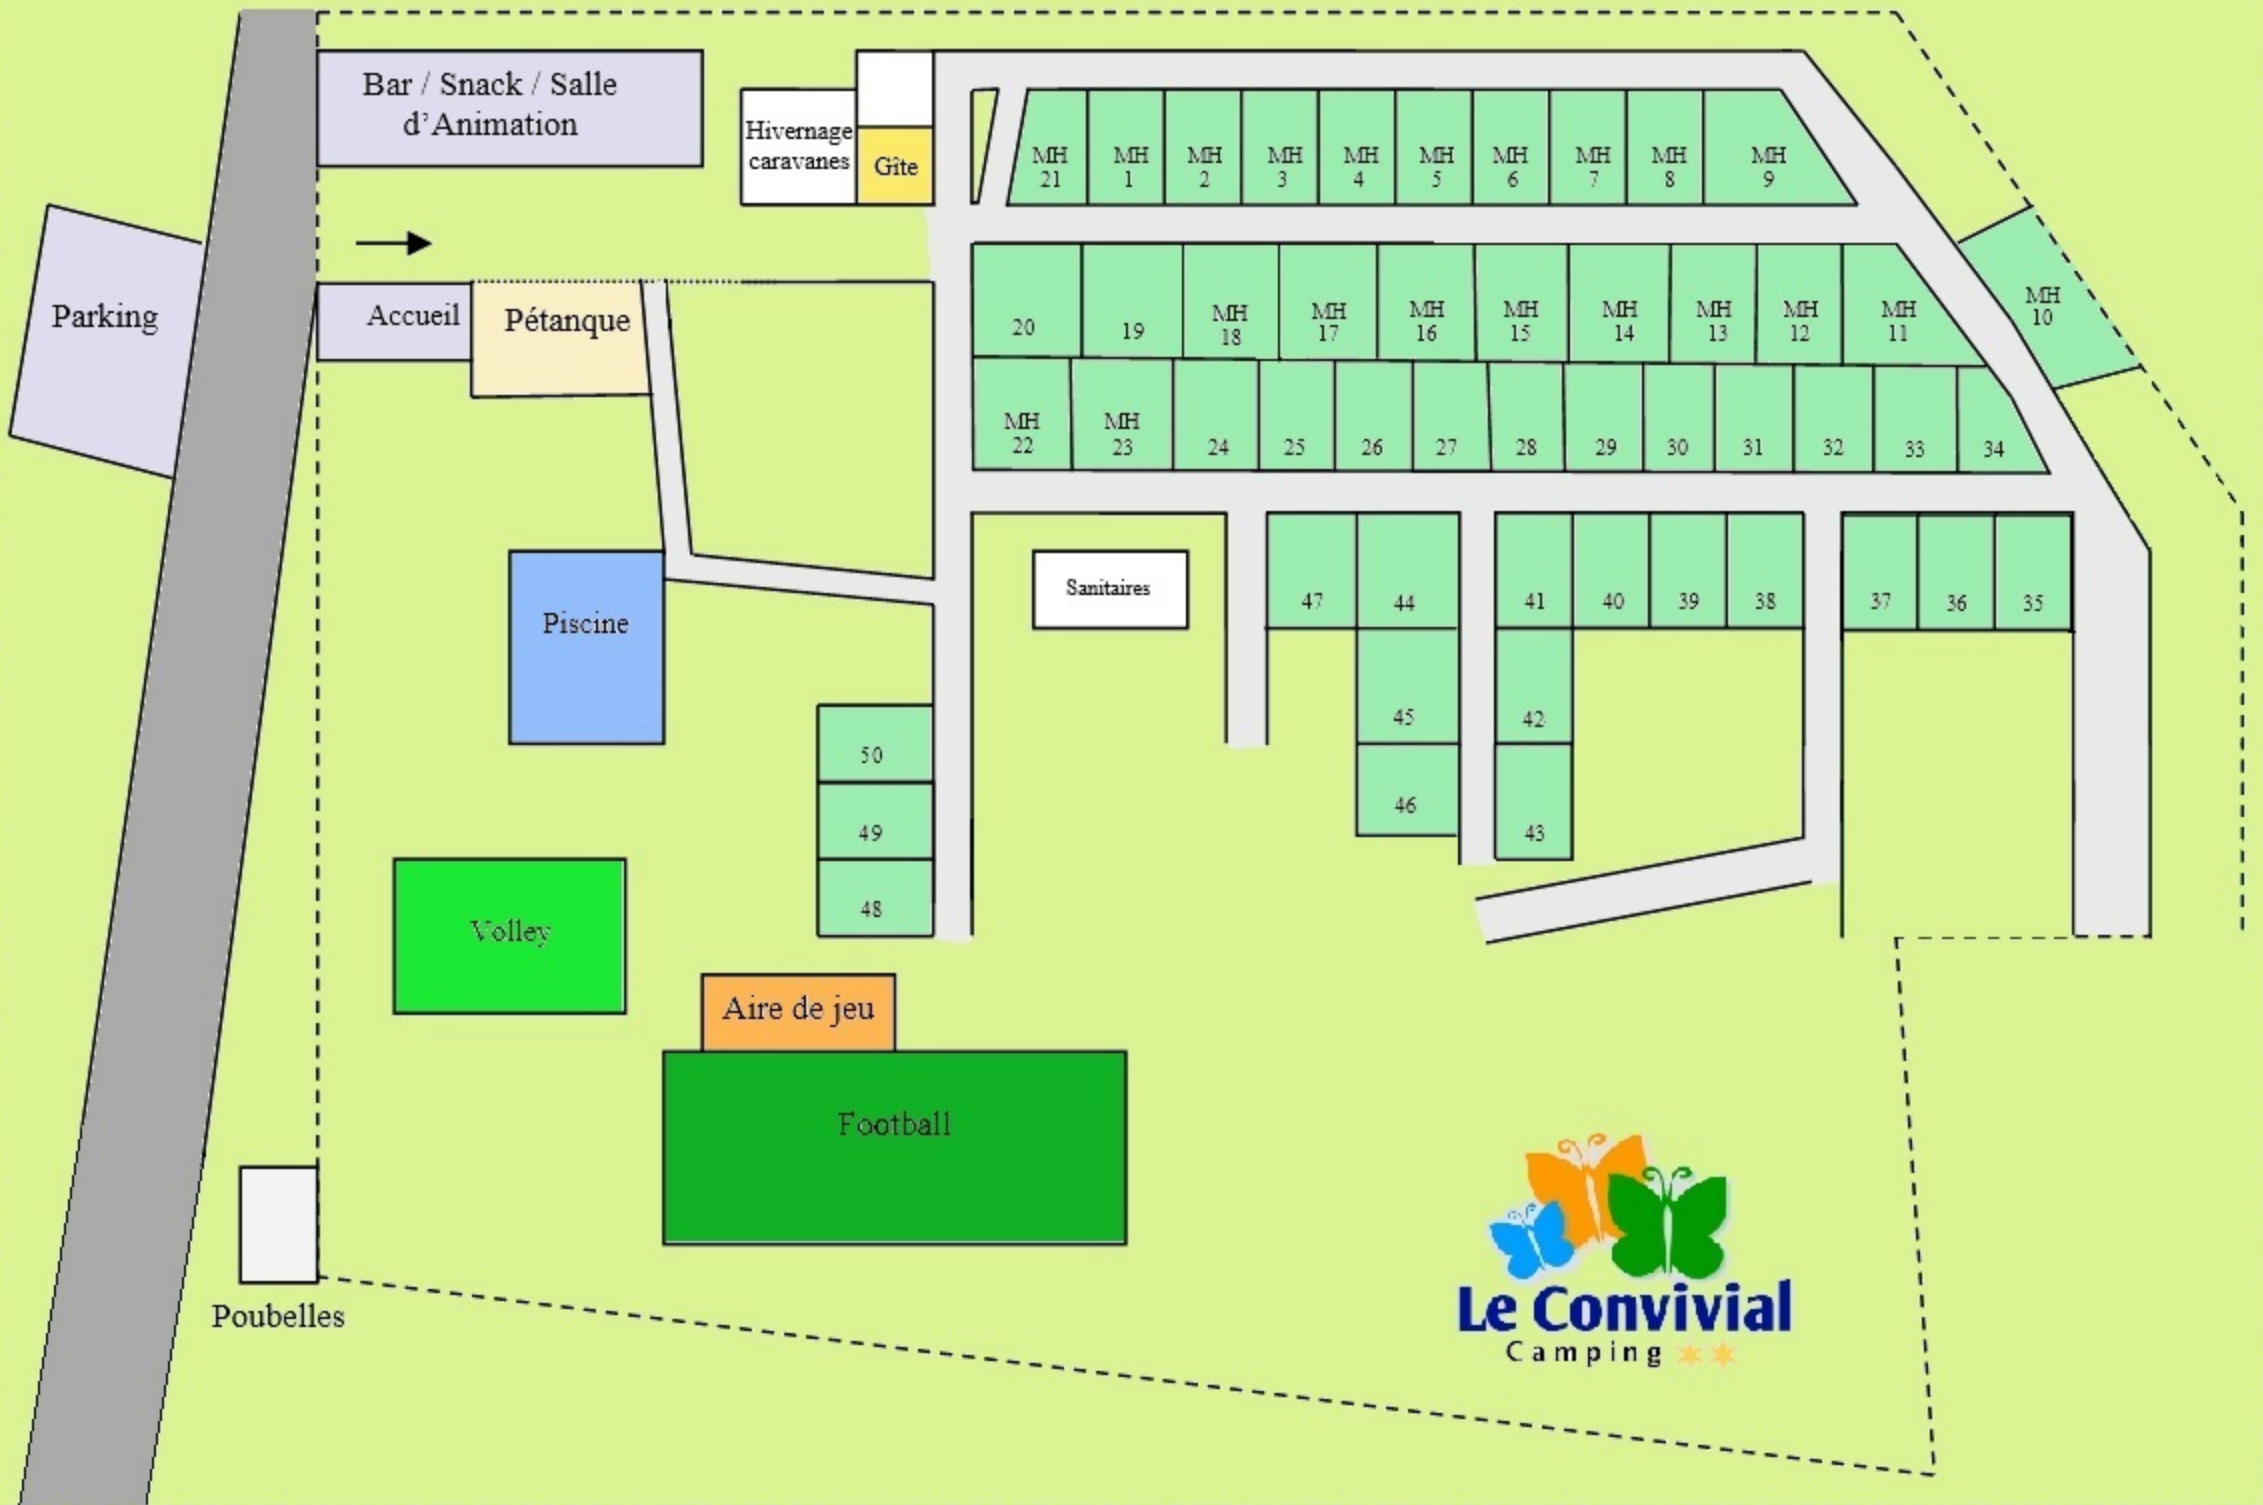 Bar / Snack / Salle
d’Animation
Hivernage
caravanes
Gîte
MH
21
MH
1
MH
2
MH
3
MH
4
MH
5
MH
6
MH
7
MH
8
MH
9
Parking
Accueil
Pétanque
20
19
MH
18
MH
17
MH
16
MH
15
MH
14
MH
13
MH
12
MH
11
MH
10
MH
22
MH
23
24
25
26
27
28
29
30
31
32
33
34
Sanitaires
47
44
41
40
39
38
37
36
35
Piscine
45
42
50
46
49
43
48
Volley
Aire de jeu
Football
Poubelles
Le Convivial
Camping